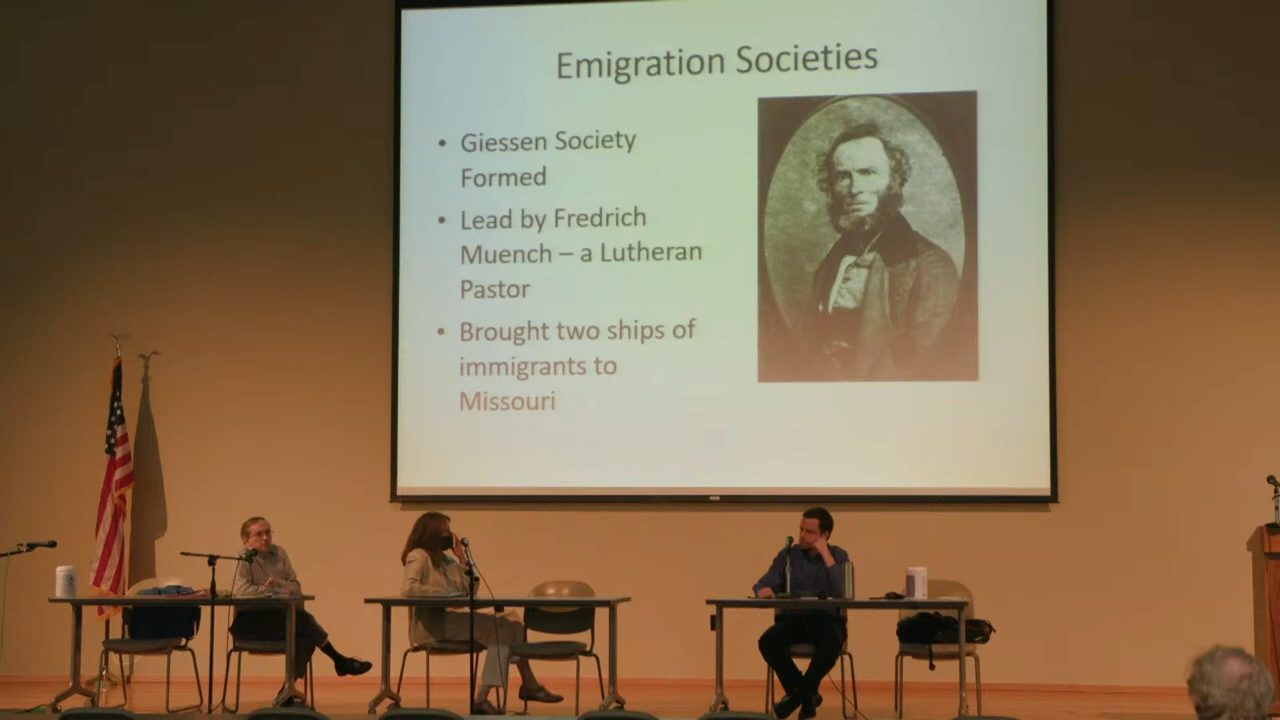 Emigration Societies
• Giessen Society
Formed
• Lead by Fredrich
Muench – a Lutheran
Pastor
• Brought two ships of
immigrants to
Missouri